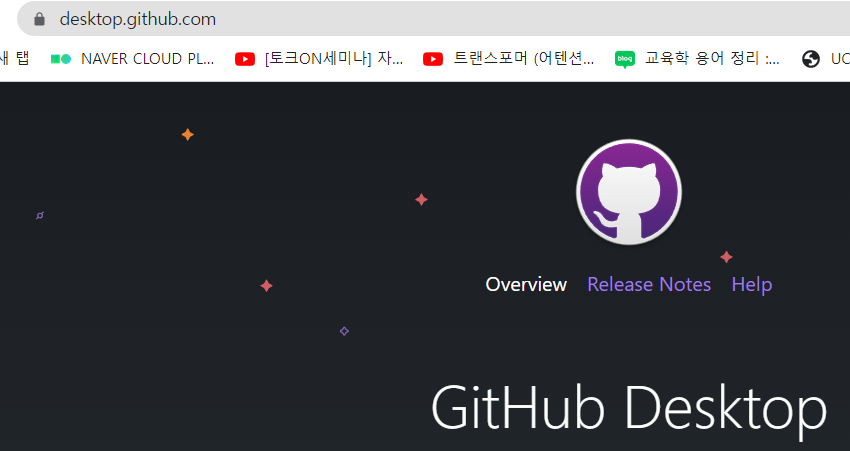 desktop.github.com
새 탭 NAVER CLOUD PL... [토크ON세미나] 자... 트랜스포머 (어텐션... blog 교육학 용어 정리 :... UC
Overview Release Notes Help
GitHub Desktop